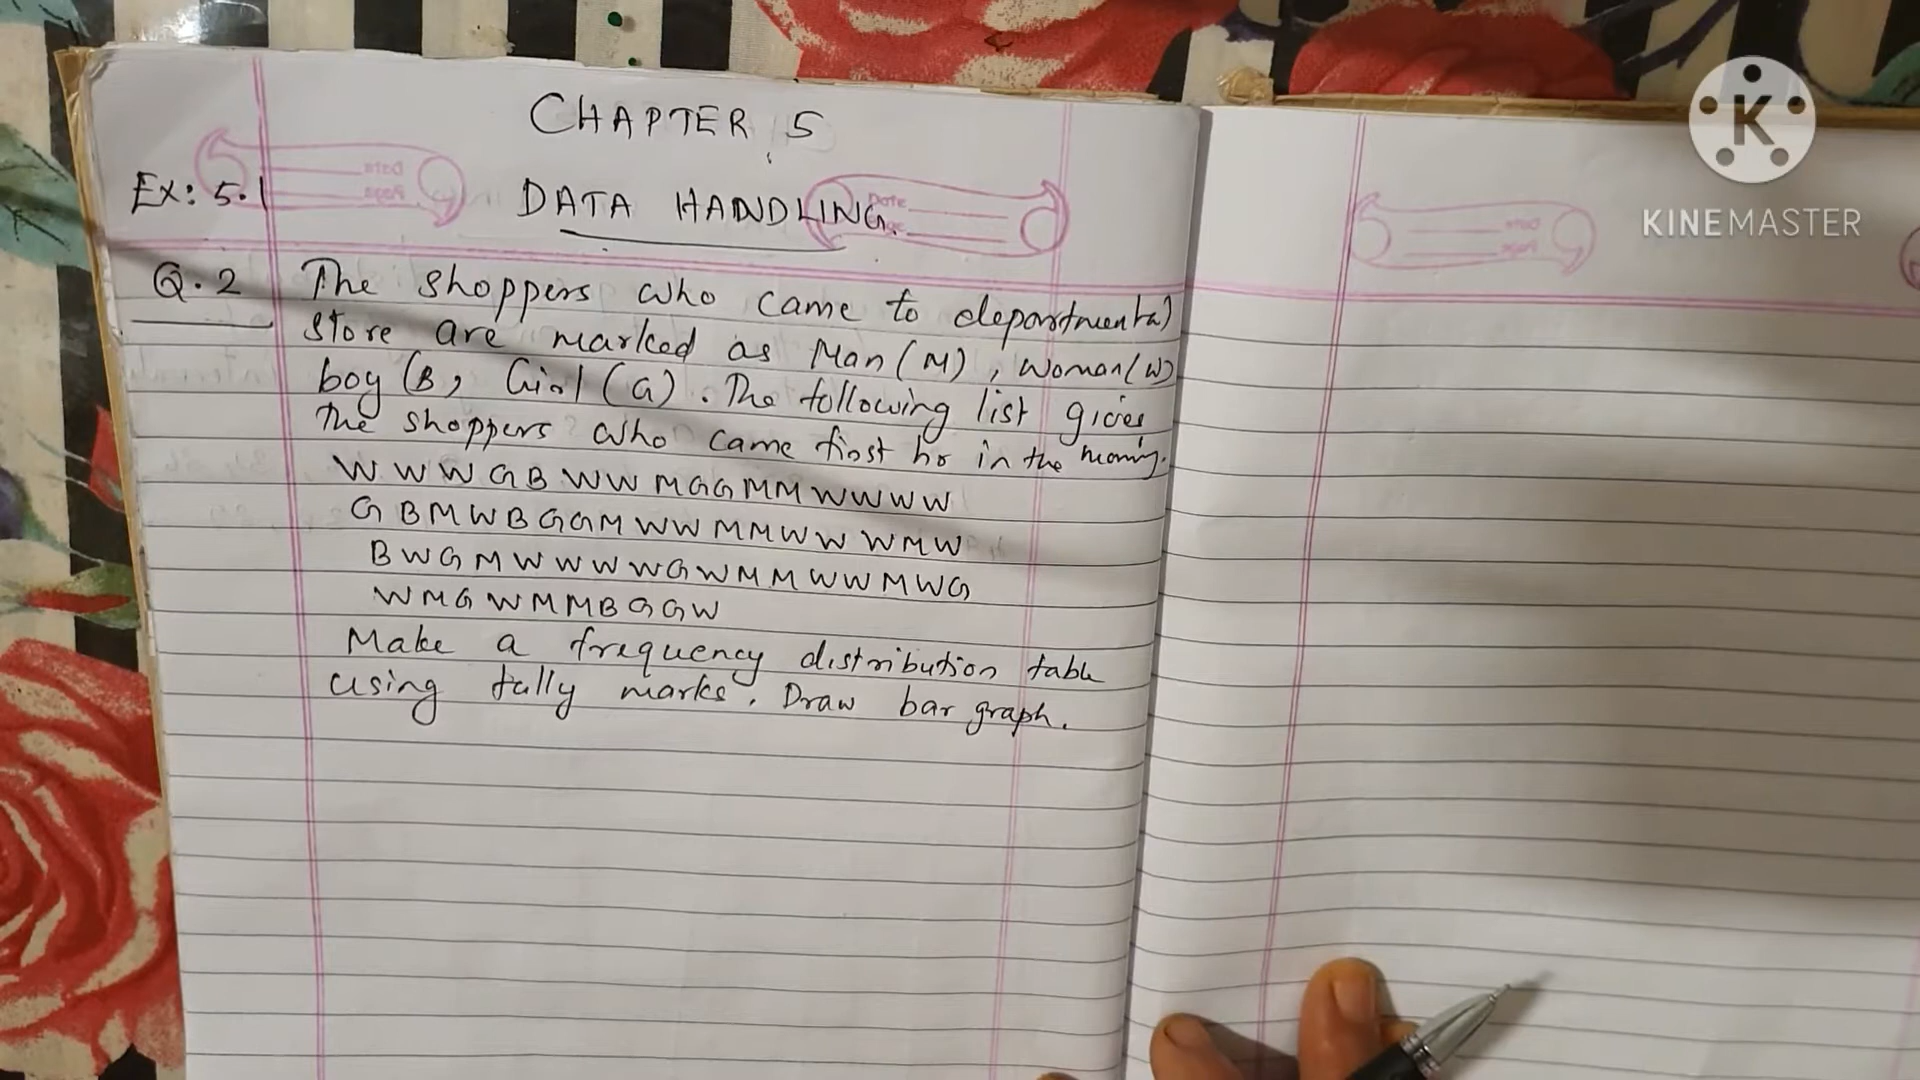 CHAPTER 5
Ex: 5.1 DATA HANDLING.
Q.2 The shoppers who came to departmental
store are marked as Man (M), Woman (W)
boy (B, Girl (G). The following list gives
the shoppers who came first hr in the morning.
W W W G B W W M G G M M W W W W
G B M W B G G M W W M M W W W M W
B W G M W W W W G W M M W W M W G
W M G W M M B G G W
Make a frequency distribution table
using tally marks. Draw bar graph.
Date
Page
KINEMASTER